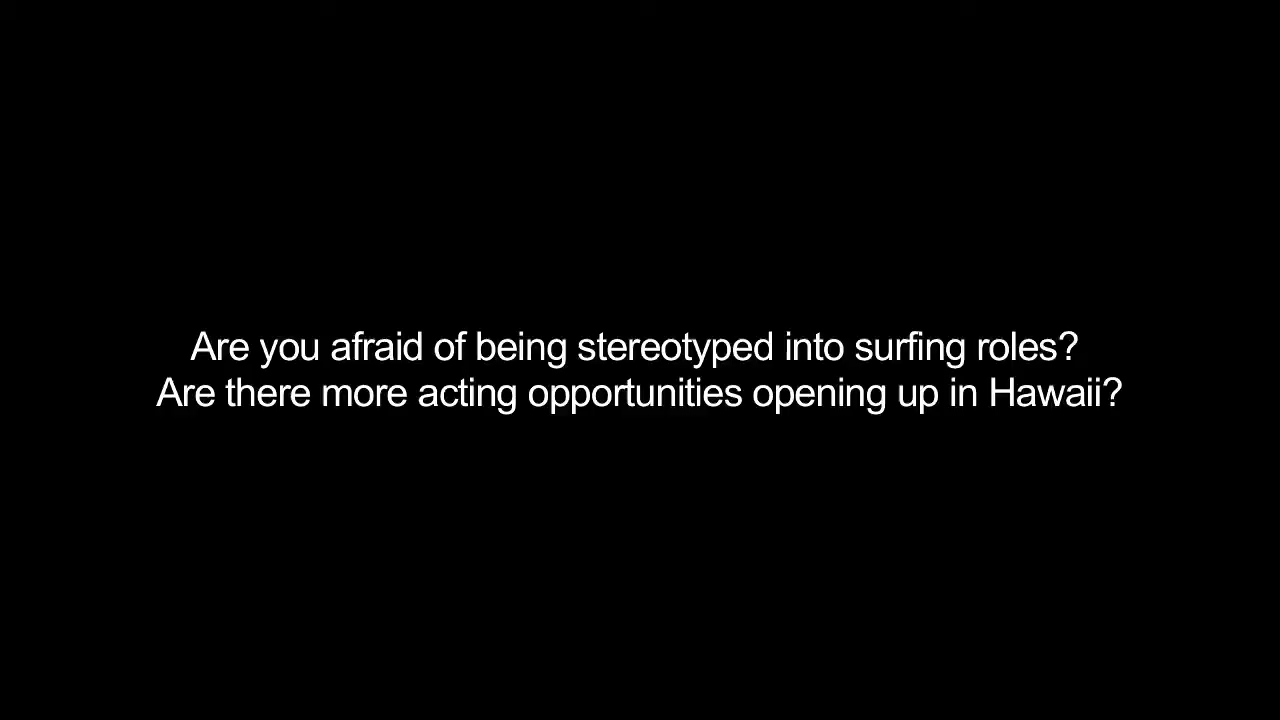 Are you afraid of being stereotyped into surfing roles?
Are there more acting opportunities opening up in Hawaii?